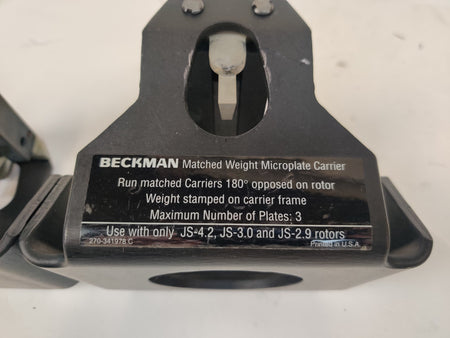 BECKMAN Matched Weight Microplate Carrier
Run matched Carriers 180° opposed on rotor
Weight stamped on carrier frame
Maximum Number of Plates: 3
Use with only JS-4.2, JS-3.0 and JS-2.9 rotors
270-341978 C Printed in U.S.A.